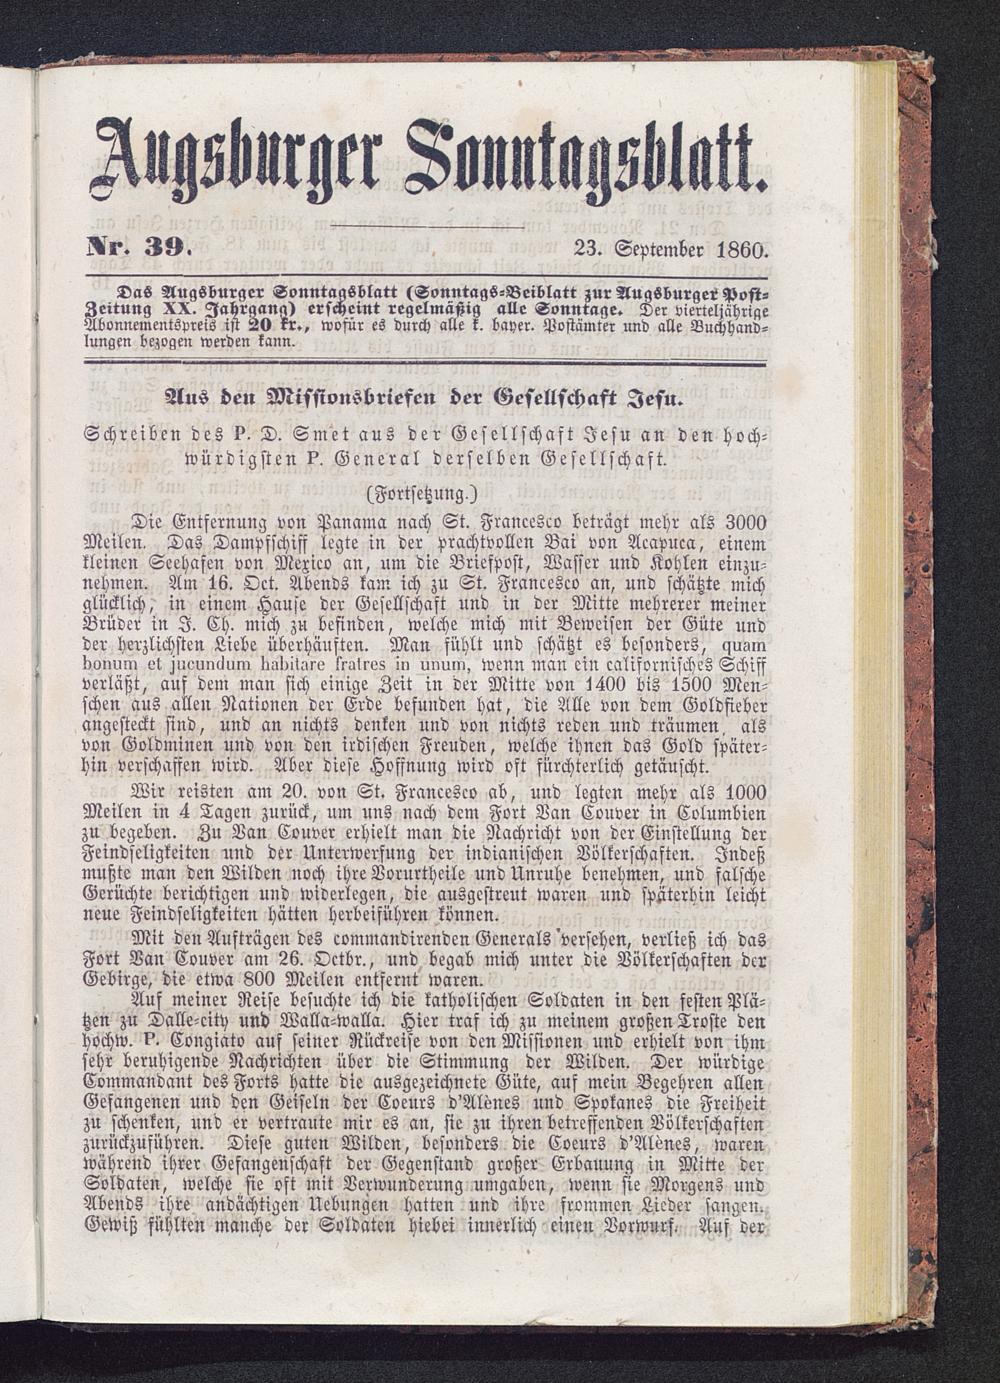 Augsburger Sonntagsblatt.
Nr. 39. 23. September 1860.
Das Augsburger Sonntagsblatt (Sonntags-Beiblatt zur Augsburger Post-
Zeitung XX. Jahrgang) erscheint regelmäßig alle Sonntage. Der vierteljährige
Abonnementspreis ist 20 kr., wofür es durch alle k. bayer. Postämter und alle Buchhand-
lungen bezogen werden kann.
Aus den Missionsbriefen der Gesellschaft Jesu.
Schreiben des P. D. Smet aus der Gesellschaft Jesu an den hoch-
würdigsten P. General derselben Gesellschaft.
(Fortsetzung.)
Die Entfernung von Panama nach St. Francesco beträgt mehr als 3000
Meilen. Das Dampfschiff legte in der prachtvollen Bai von Acapuca, einem
kleinen Seehafen von Mexico an, um die Briefpost, Wasser und Kohlen einzu-
nehmen. Am 16. Oct. Abends kam ich zu St. Francesco an, und schätzte mich
glücklich, in einem Hause der Gesellschaft und in der Mitte mehrerer meiner
Brüder in J. Ch. mich zu befinden, welche mich mit Beweisen der Güte und
der herzlichsten Liebe überhäuften. Man fühlt und schätzt es besonders, quam
bonum et jucundum habitare fratres in unum, wenn man ein californisches Schiff
verläßt, auf dem man sich einige Zeit in der Mitte von 1400 bis 1500 Men-
schen aus allen Nationen der Erde befunden hat, die Alle von dem Goldfieber
angesteckt sind, und an nichts denken und von nichts reden und träumen, als
von Goldminen und von den irdischen Freuden, welche ihnen das Gold später-
hin verschaffen wird. Aber diese Hoffnung wird oft fürchterlich getäuscht.
Wir reisten am 20. von St. Francesco ab, und legten mehr als 1000
Meilen in 4 Tagen zurück, um uns nach dem Fort Van Couver in Columbien
zu begeben. Zu Van Couver erhielt man die Nachricht von der Einstellung der
Feindseligkeiten und der Unterwerfung der indianischen Völkerschaften. Indeß
mußte man den Wilden noch ihre Vorurtheile und Unruhe benehmen, und falsche
Gerüchte berichtigen und widerlegen, die ausgestreut waren und späterhin leicht
neue Feindseligkeiten hätten herbeiführen können.
Mit den Aufträgen des commandirenden Generals versehen, verließ ich das
Fort Van Couver am 26. Octbr., und begab mich unter die Völkerschaften der
Gebirge, die etwa 800 Meilen entfernt waren.
Auf meiner Reise besuchte ich die katholischen Soldaten in den festen Plä-
tzen zu Dalle-city und Walla-walla. Hier traf ich zu meinem großen Troste den
hochw. P. Congiato auf seiner Rückreise von den Missionen und erhielt von ihm
sehr beruhigende Nachrichten über die Stimmung der Wilden. Der würdige
Commandant des Forts hatte die ausgezeichnete Güte, auf mein Begehren allen
Gefangenen und den Geiseln der Coeurs d'Alènes und Spokanes die Freiheit
zu schenken, und er vertraute mir es an, sie zu ihren betreffenden Völkerschaften
zurückzuführen. Diese guten Wilden, besonders die Coeurs d'Alènes, waren
während ihrer Gefangenschaft der Gegenstand großer Erbauung in Mitte der
Soldaten, welche sie oft mit Verwunderung umgaben, wenn sie Morgens und
Abends ihre andächtigen Uebungen hatten und ihre frommen Lieder sangen.
Gewiß fühlten manche der Soldaten hiebei innerlich einen Vorwurf. Auf der